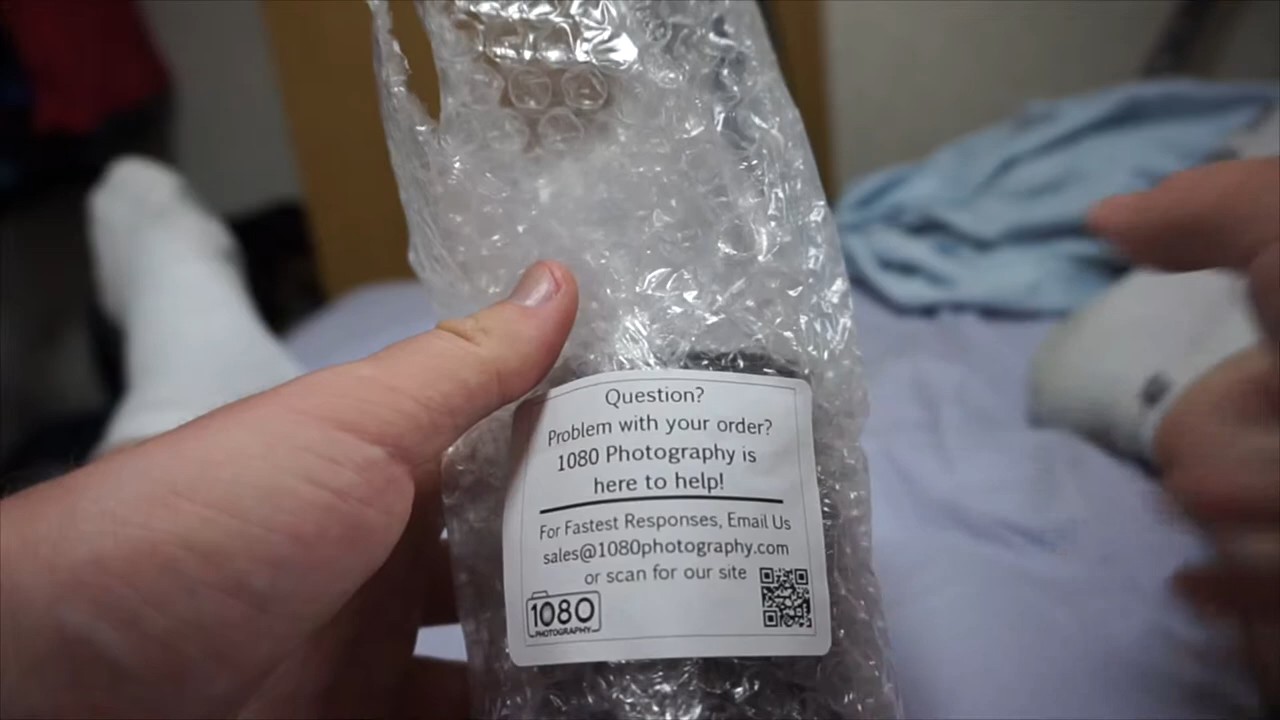 Question?
Problem with your order?
1080 Photography is
here to help!
For Fastest Responses, Email Us
sales@1080photography.com
or scan for our site
1080
PHOTOGRAPHY